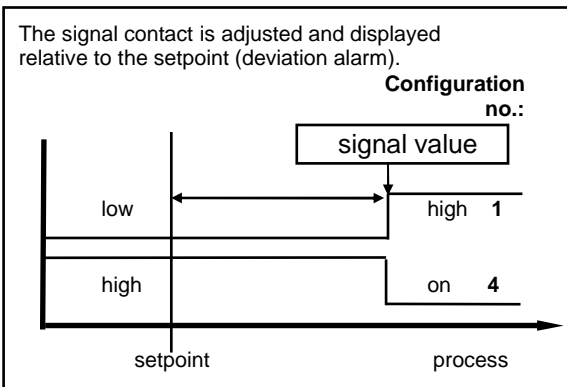 The signal contact is adjusted and displayed
relative to the setpoint (deviation alarm).
Configuration
no.:
signal value
low high 1
high on 4
setpoint process